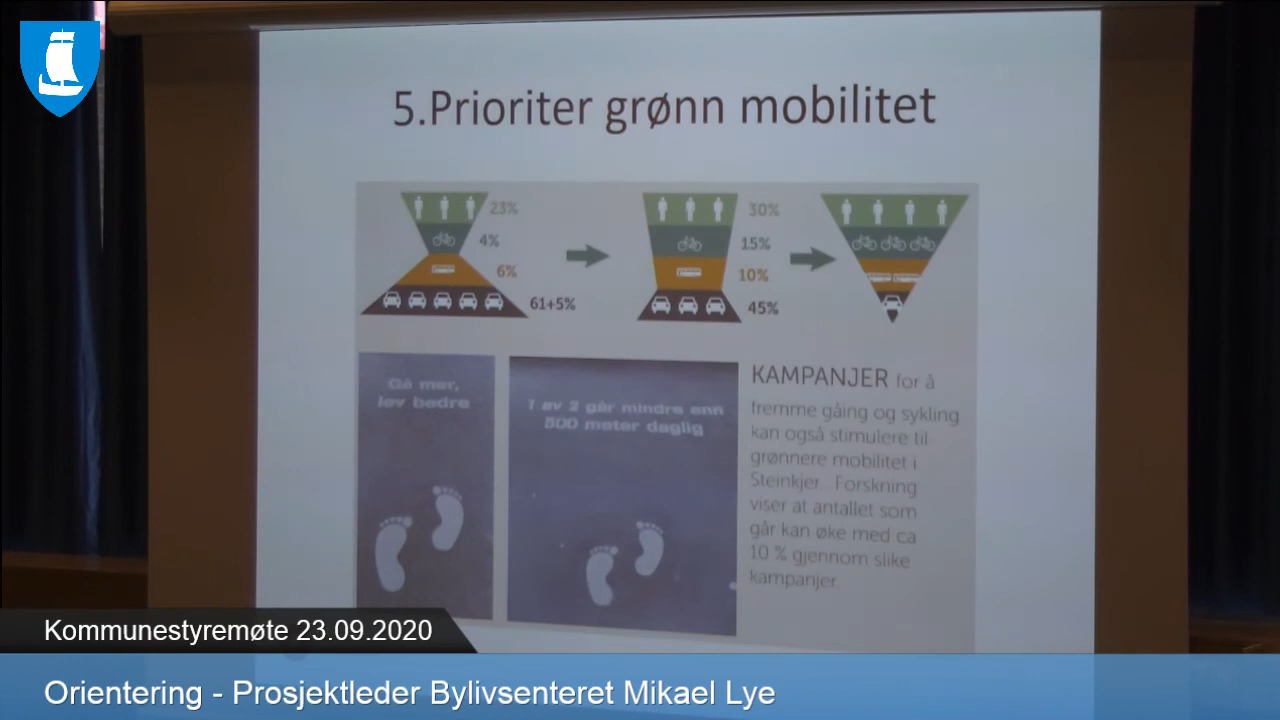 5.Prioriter grønn mobilitet
23%
4%
6%
61+5%
30%
15%
10%
45%
Gå mer,
lev bedre
1 av 2 går mindre enn
500 meter daglig
KAMPANJER for å
fremme gåing og sykling
kan også stimulere til
grønnere mobilitet i
Steinkjer. Forskning
viser at antallet som
går kan øke med ca
10 % gjennom slike
kampanjer.
Kommunestyremøte 23.09.2020
Orientering - Prosjektleder Bylivsenteret Mikael Lye